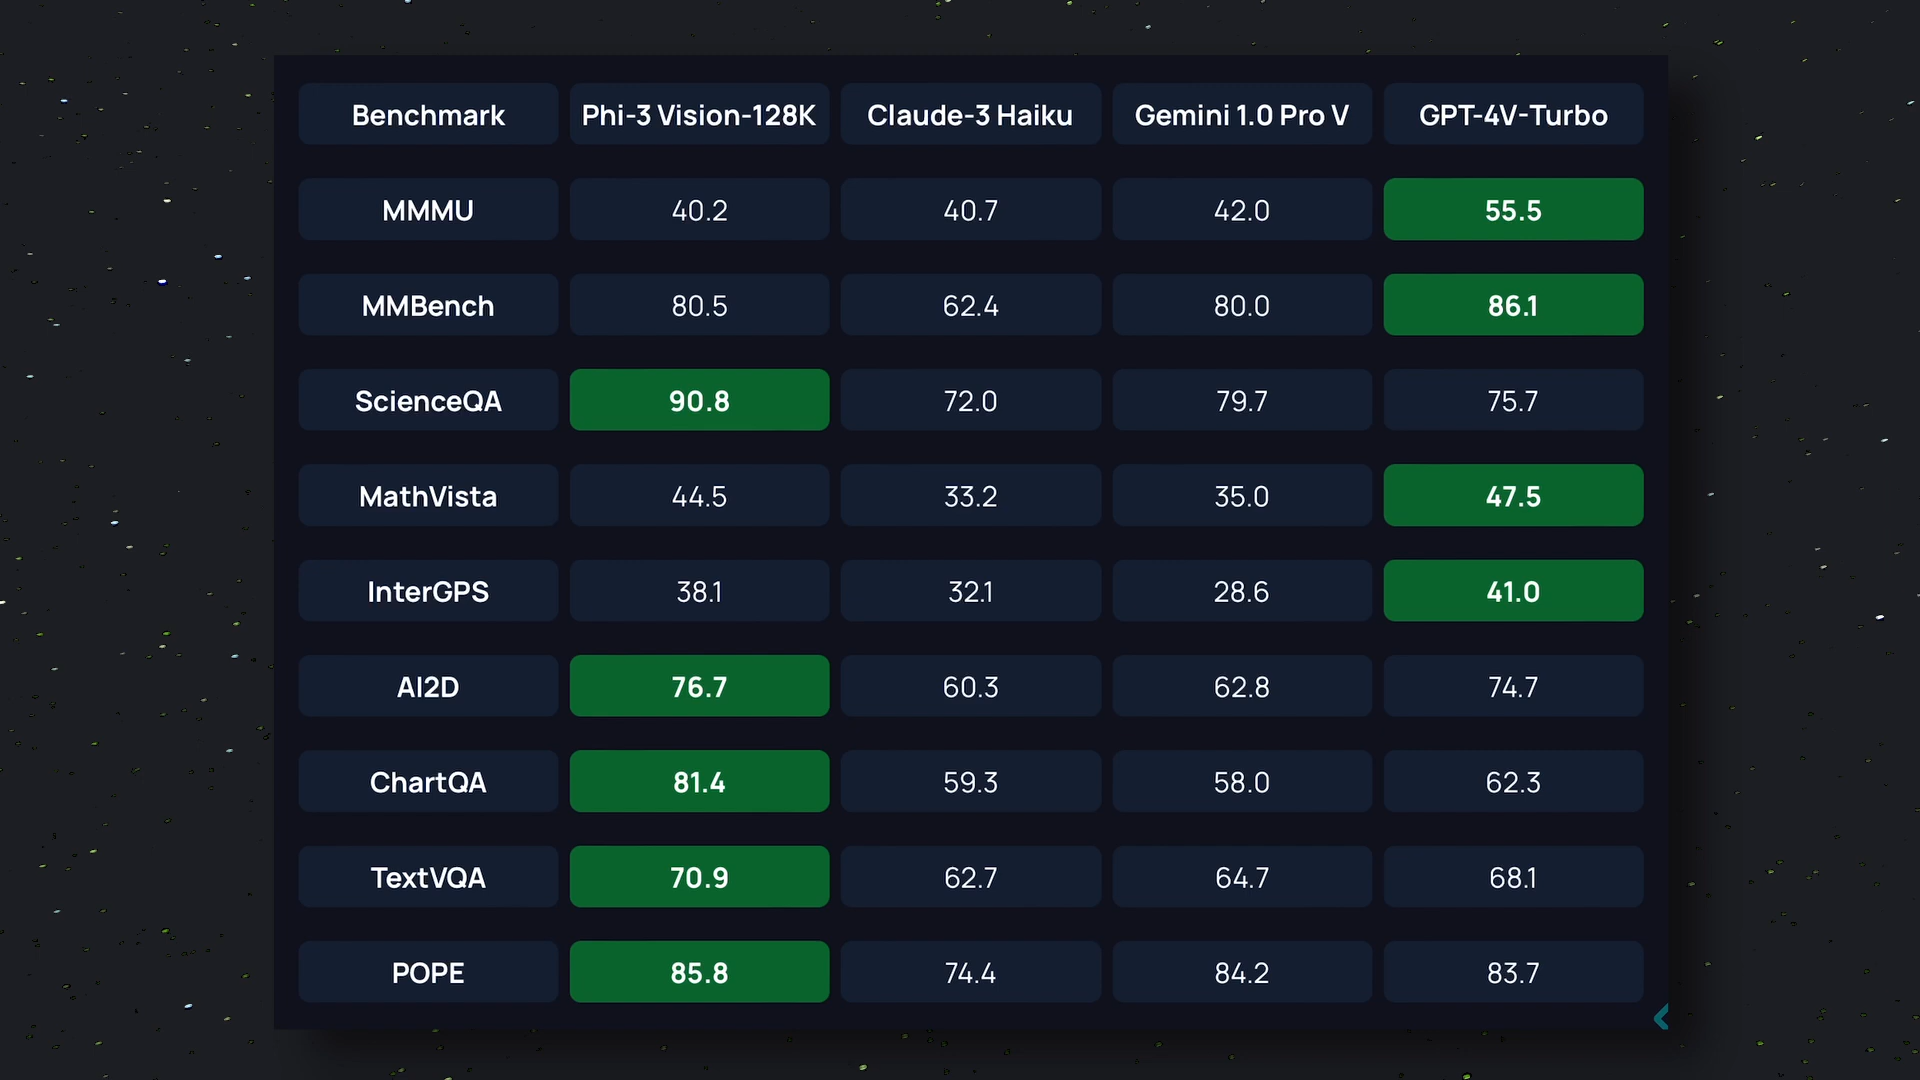 Benchmark Phi-3 Vision-128K Claude-3 Haiku Gemini 1.0 Pro V GPT-4V-Turbo
MMMU 40.2 40.7 42.0 55.5
MMBench 80.5 62.4 80.0 86.1
ScienceQA 90.8 72.0 79.7 75.7
MathVista 44.5 33.2 35.0 47.5
InterGPS 38.1 32.1 28.6 41.0
AI2D 76.7 60.3 62.8 74.7
ChartQA 81.4 59.3 58.0 62.3
TextVQA 70.9 62.7 64.7 68.1
POPE 85.8 74.4 84.2 83.7